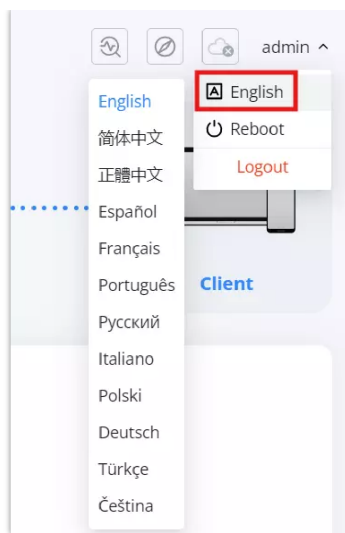 admin
English
Reboot
Logout
English
简体中文
正體中文
Español
Français
Português
Русский
Italiano
Polski
Deutsch
Türkçe
Čeština
Client